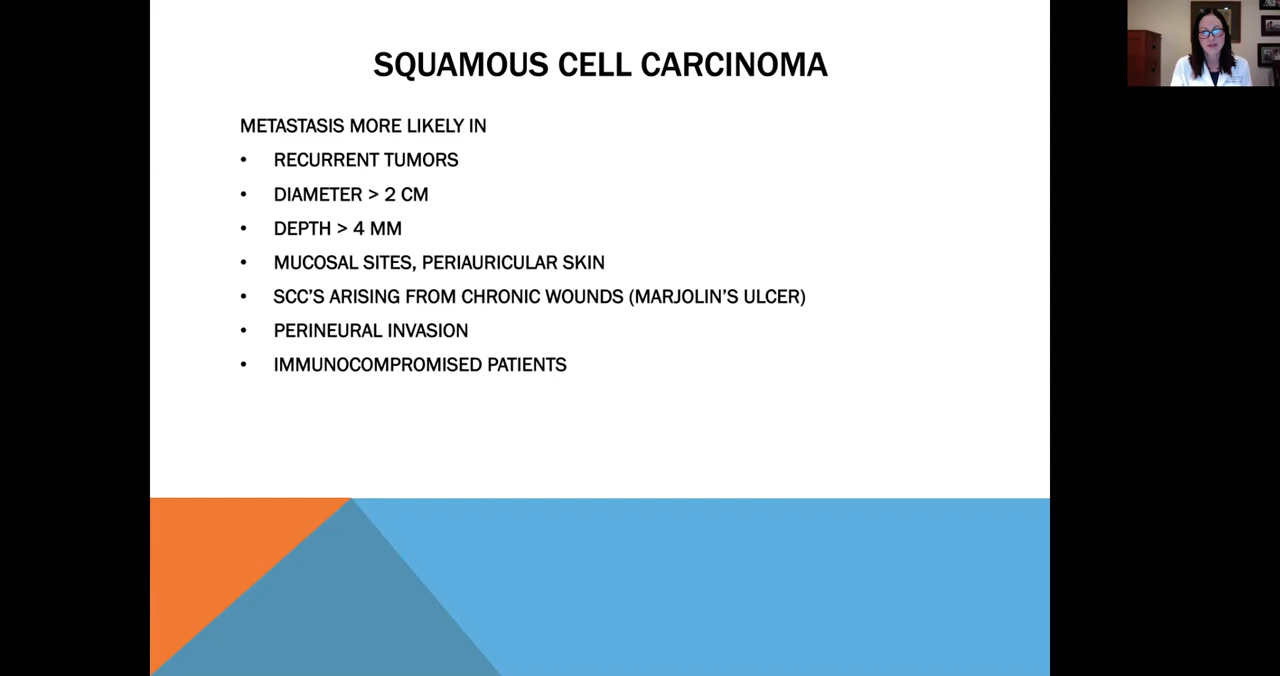 SQUAMOUS CELL CARCINOMA
METASTASIS MORE LIKELY IN
• RECURRENT TUMORS
• DIAMETER > 2 CM
• DEPTH > 4 MM
• MUCOSAL SITES, PERIAURICULAR SKIN
• SCC'S ARISING FROM CHRONIC WOUNDS (MARJOLIN'S ULCER)
• PERINEURAL INVASION
• IMMUNOCOMPROMISED PATIENTS